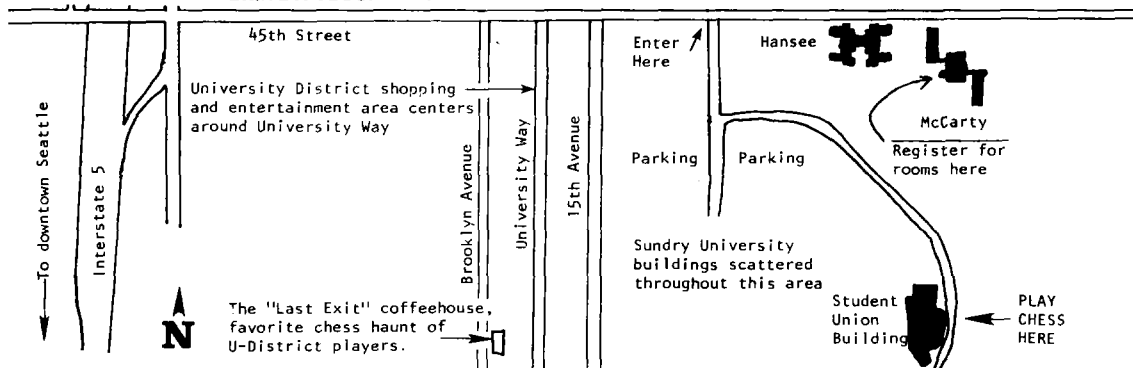 45th Street
Enter
Here
Hansee
University District shopping
and entertainment area centers
around University Way
McCarty
Register for
rooms here
Parking
Parking
To downtown Seattle
Interstate 5
Brooklyn Avenue
University Way
15th Avenue
Sundry University
buildings scattered
throughout this area
N
The "Last Exit" coffeehouse,
favorite chess haunt of
U-District players.
Student
Union
Building
PLAY
CHESS
HERE